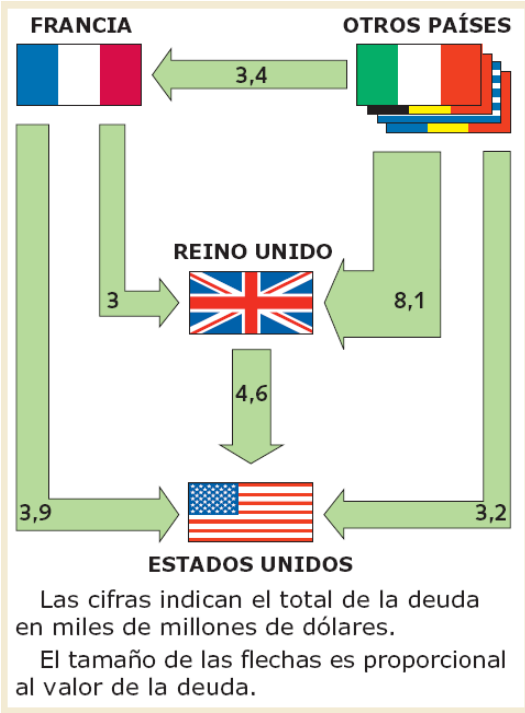 FRANCIA
OTROS PAÍSES
3,4
REINO UNIDO
3
8,1
4,6
3,9
3,2
ESTADOS UNIDOS
Las cifras indican el total de la deuda
en miles de millones de dólares.
El tamaño de las flechas es proporcional
al valor de la deuda.